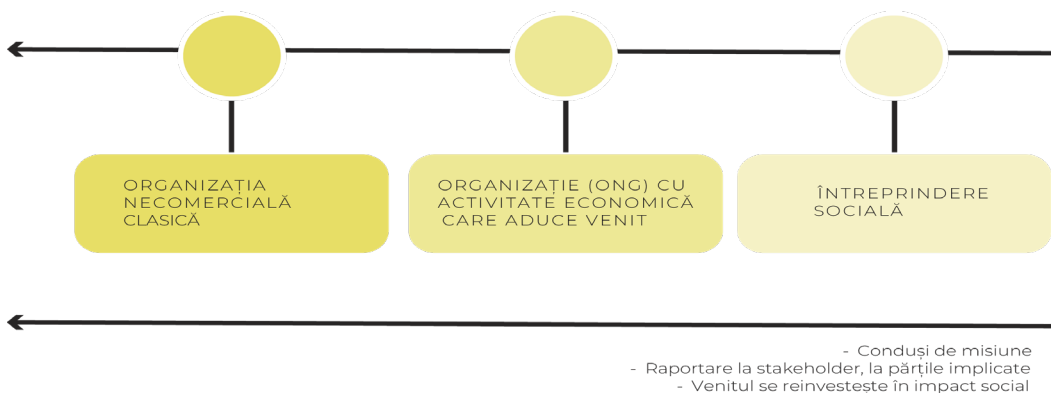 ORGANIZAȚIA
NECOMERCIALĂ
CLASICĂ
ORGANIZAȚIE (ONG) CU
ACTIVITATE ECONOMICĂ
CARE ADUCE VENIT
ÎNTREPRINDERE
SOCIALĂ
- Conduși de misiune
- Raportare la stakeholder, la părțile implicate
- Venitul se reinvestește în impact social